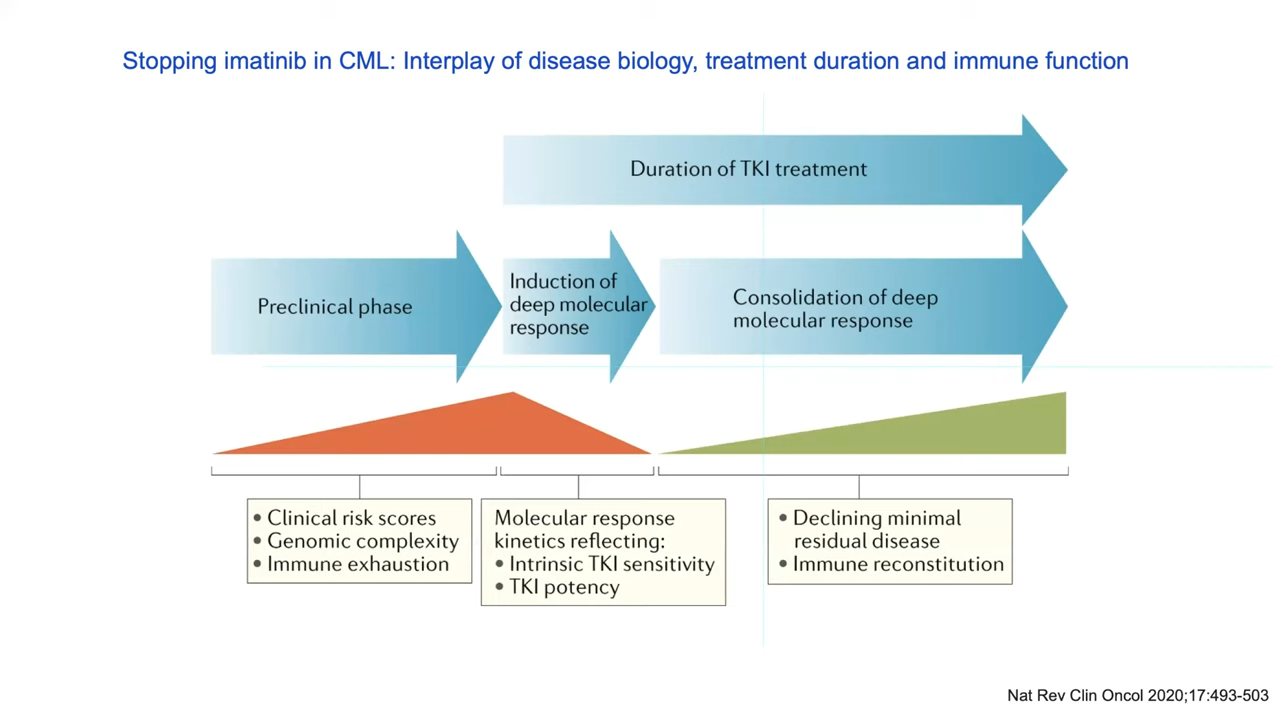 Stopping imatinib in CML: Interplay of disease biology, treatment duration and immune function
Duration of TKI treatment
Preclinical phase
Induction of
deep molecular
response
Consolidation of deep
molecular response
• Clinical risk scores
• Genomic complexity
• Immune exhaustion
Molecular response
kinetics reflecting:
• Intrinsic TKI sensitivity
• TKI potency
• Declining minimal
residual disease
• Immune reconstitution
Nat Rev Clin Oncol 2020;17:493-503